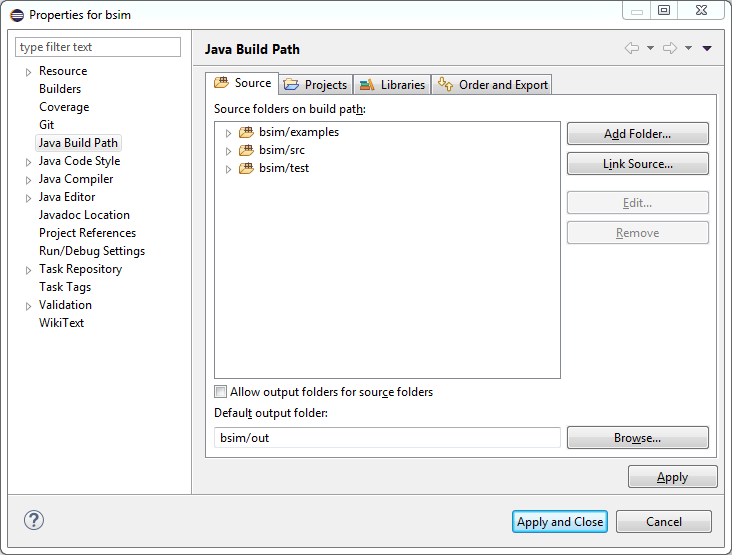 Properties for bsim
type filter text
Resource
Builders
Coverage
Git
Java Build Path
Java Code Style
Java Compiler
Java Editor
Javadoc Location
Project References
Run/Debug Settings
Task Repository
Task Tags
Validation
WikiText
Java Build Path
Source Projects Libraries Order and Export
Source folders on build path:
bsim/examples
bsim/src
bsim/test
Add Folder...
Link Source...
Edit...
Remove
Allow output folders for source folders
Default output folder:
bsim/out
Browse...
Apply
?
Apply and Close Cancel